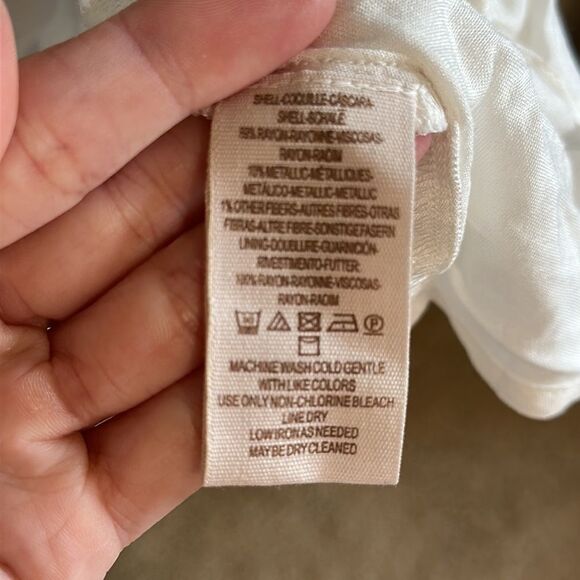 SHELL-COQUILLE-CÁSCARA-
SHELL-SCHALE
89% RAYON-RAYONNE-VISCOSAS-
RAYON-RADIM
10% METALLIC-METÁLLIQUES-
METÁLICO-METALLIC-METALLIC
1% OTHER FIBERS-AUTRES FIBRES-OTRAS
FIBRAS-ALTRE FIBRE-SONSTIGE FASERN
LINING-DOUBLURE-GUARNICIÓN-
RIVESTIMENTO-FUTTER:
100% RAYON-RAYONNE-VISCOSAS-
RAYON-RADIM
MACHINE WASH COLD GENTLE
WITH LIKE COLORS
USE ONLY NON-CHLORINE BLEACH
LINE DRY
LOW IRON AS NEEDED
MAY BE DRY CLEANED